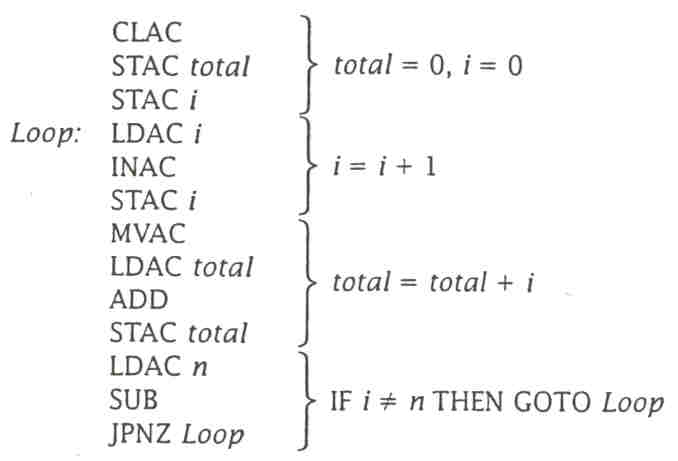 CLAC
STAC total
total = 0, i = 0
STAC i
Loop: LDAC i
INAC
i = i + 1
STAC i
MVAC
LDAC total
total = total + i
ADD
STAC total
LDAC n
SUB
IF i ≠ n THEN GOTO Loop
JPNZ Loop